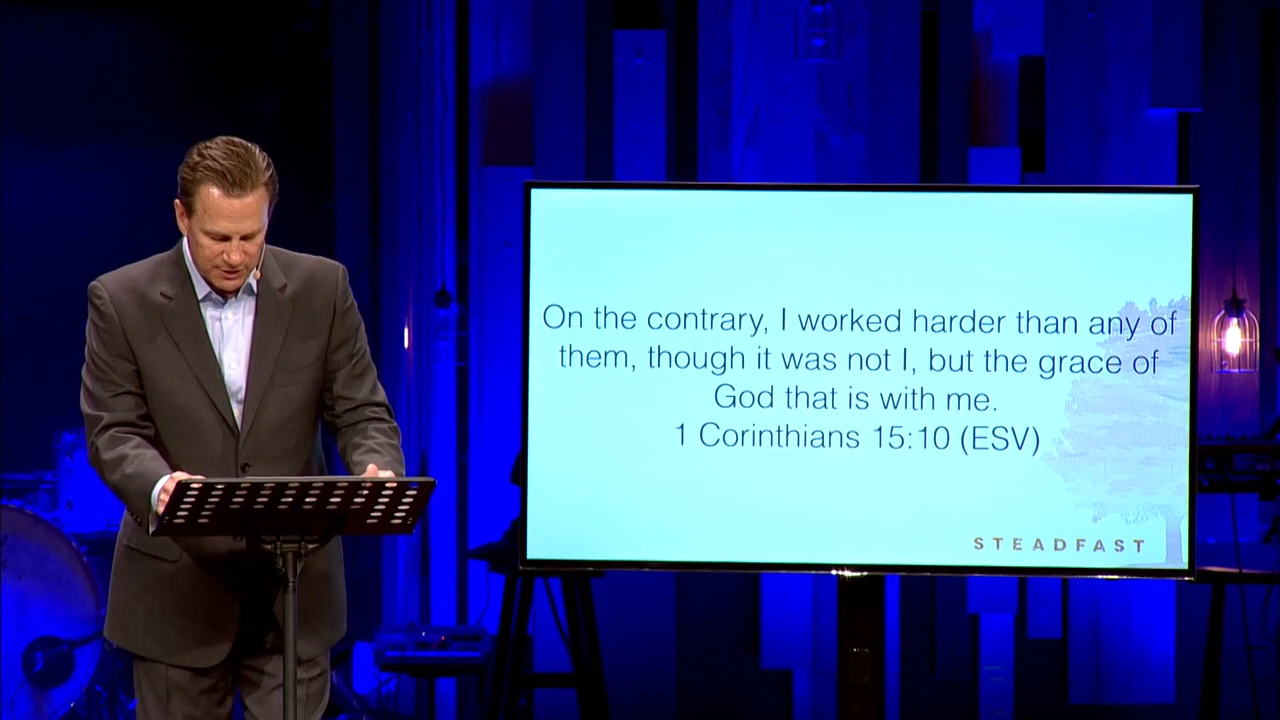 On the contrary, I worked harder than any of
them, though it was not I, but the grace of
God that is with me.
1 Corinthians 15:10 (ESV)
STEADFAST